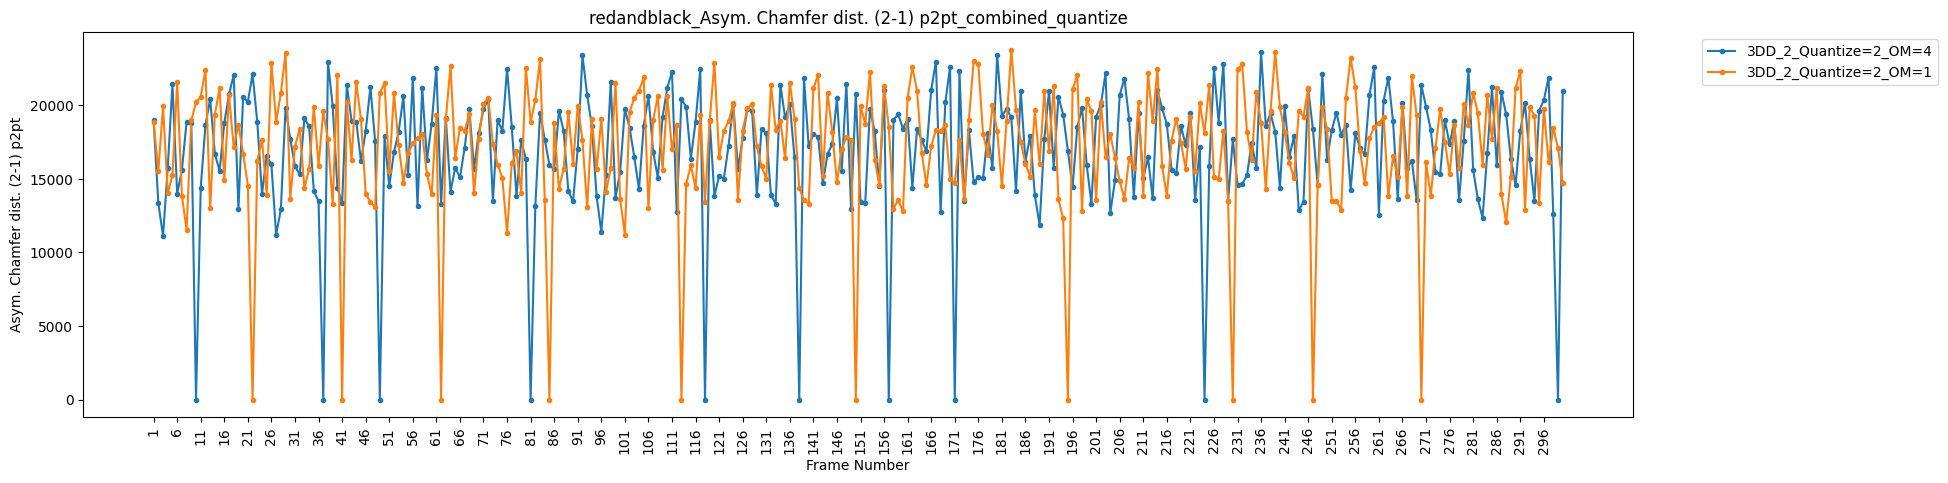 redandblack_Asym. Chamfer dist. (2-1) p2pt_combined_quantize
3DD_2_Quantize=2_OM=4
3DD_2_Quantize=2_OM=1
Asym. Chamfer dist. (2-1) p2pt
20000
15000
10000
5000
0
1 6 11 16 21 26 31 36 41 46 51 56 61 66 71 76 81 86 91 96 101 106 111 116 121 126 131 136 141 146 151 156 161 166 171 176 181 186 191 196 201 206 211 216 221 226 231 236 241 246 251 256 261 266 271 276 281 286 291 296
Frame Number